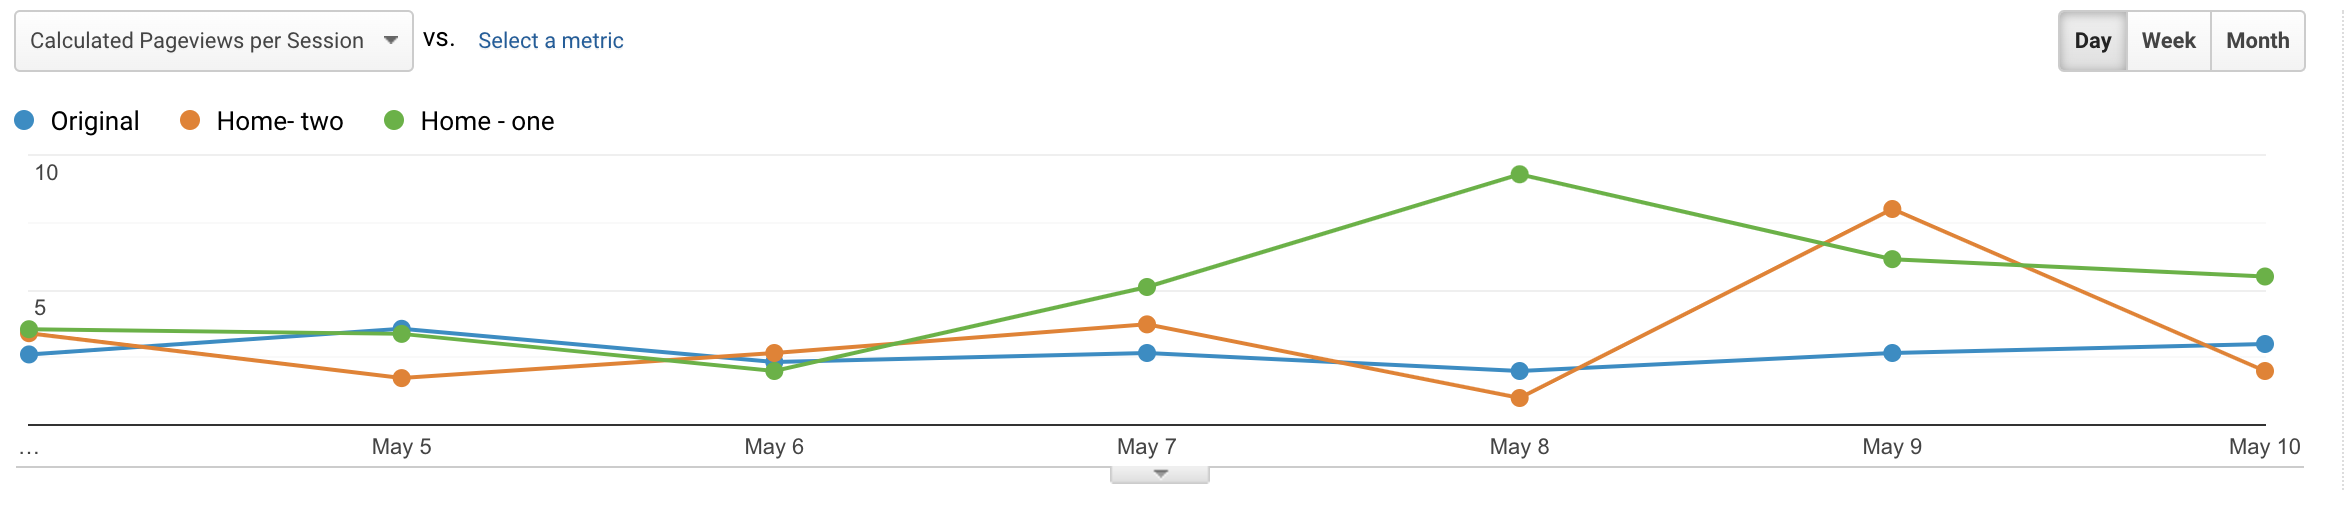 Calculated Pageviews per Session vs. Select a metric Day Week Month
Original Home- two Home - one
10
5
... May 5 May 6 May 7 May 8 May 9 May 10